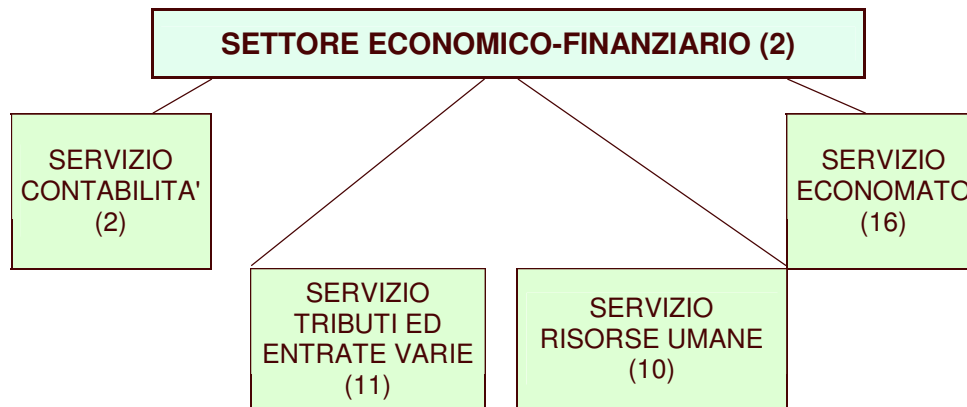 SETTORE ECONOMICO-FINANZIARIO (2)
SERVIZIO
CONTABILITA'
(2)
SERVIZIO
ECONOMATO
(16)
SERVIZIO
TRIBUTI ED
ENTRATE VARIE
(11)
SERVIZIO
RISORSE UMANE
(10)